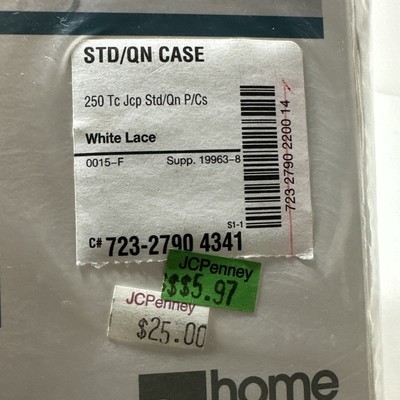 STD/QN CASE
250 Tc Jcp Std/Qn P/Cs
White Lace
0015-F Supp. 19963-8
723 2790 2200 14
S1-1
C# 723-2790 4341
JCPenney
$$$5.97
JCPenney
$25.00
home